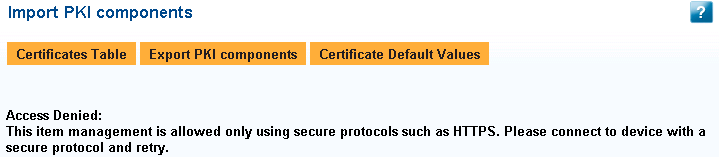 Import PKI components
?
Certificates Table
Export PKI components
Certificate Default Values
Access Denied:
This item management is allowed only using secure protocols such as HTTPS. Please connect to device with a
secure protocol and retry.